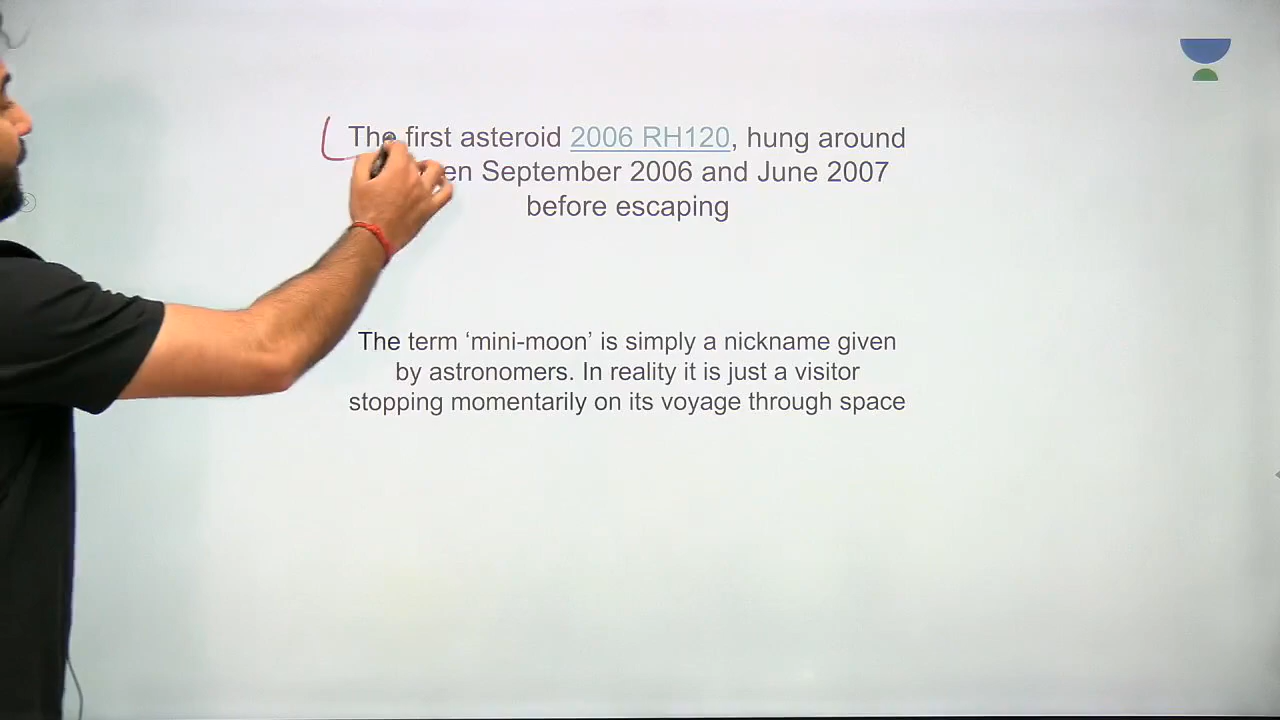 The first asteroid 2006 RH120, hung around
September 2006 and June 2007
before escaping
The term ‘mini-moon’ is simply a nickname given
by astronomers. In reality it is just a visitor
stopping momentarily on its voyage through space